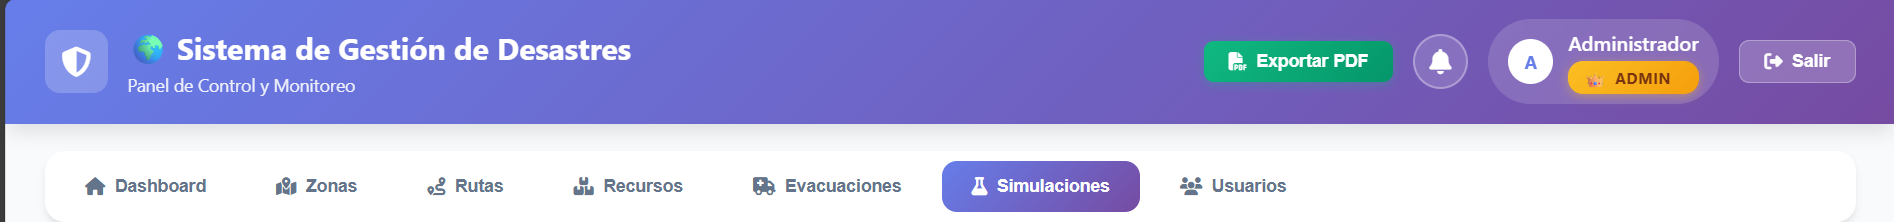 Sistema de Gestión de Desastres
Panel de Control y Monitoreo
PDF Exportar PDF
A
Administrador
ADMIN
Salir
Dashboard
Zonas
Rutas
Recursos
Evacuaciones
Simulaciones
Usuarios